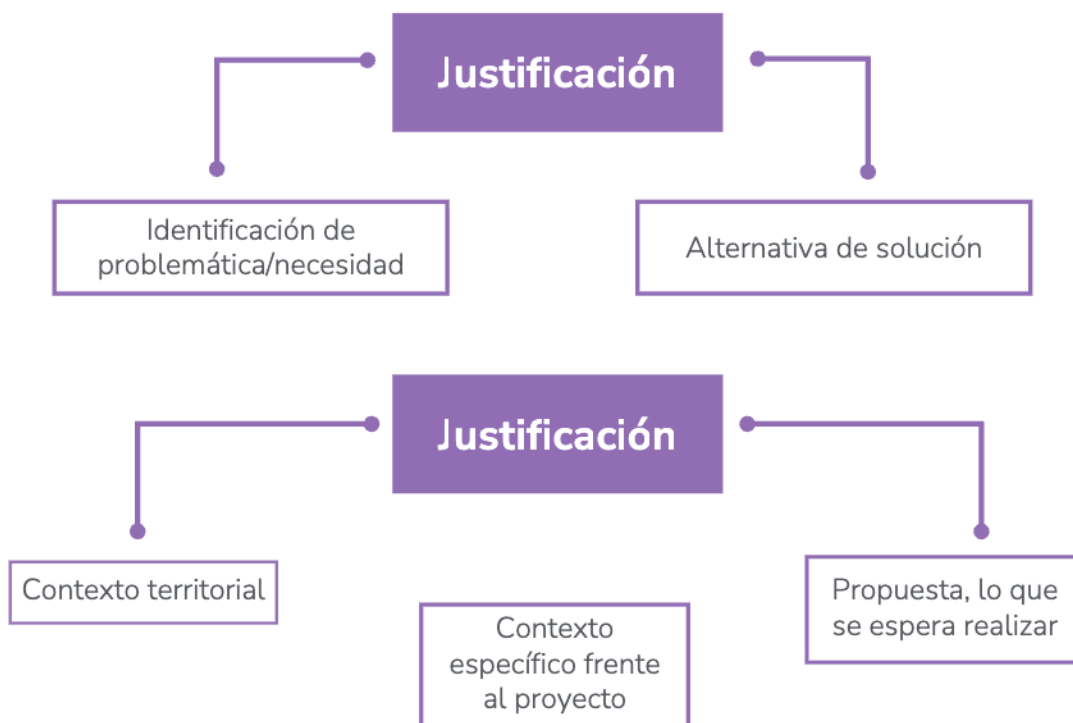 Justificación
Identificación de
problemática/necesidad
Alternativa de solución
Justificación
Contexto territorial
Contexto
específico frente
al proyecto
Propuesta, lo que
se espera realizar